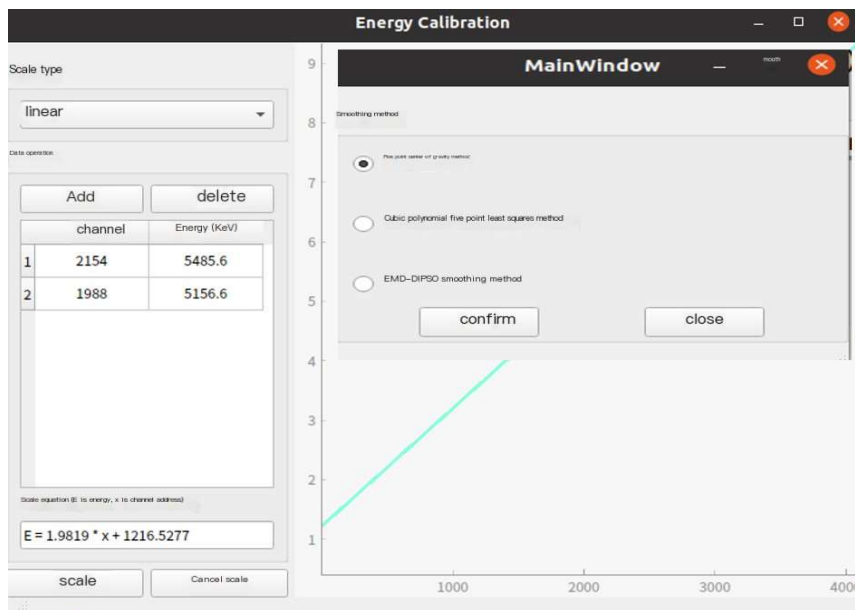 Energy Calibration
Scale type
linear
Data operation
Add
delete
channel
Energy (KeV)
1
2154
5485.6
2
1988
5156.6
Scale equation (E is energy, x is channel address)
E = 1.9819 * x + 1216.5277
scale
Cancel scale
9
8
7
6
5
4
3
2
1
1000
2000
3000
400
MainWindow
mouth
Smoothing method
Five point center of gravity method
Cubic polynomial five point least squares method
EMD-DIPSO smoothing method
confirm
close